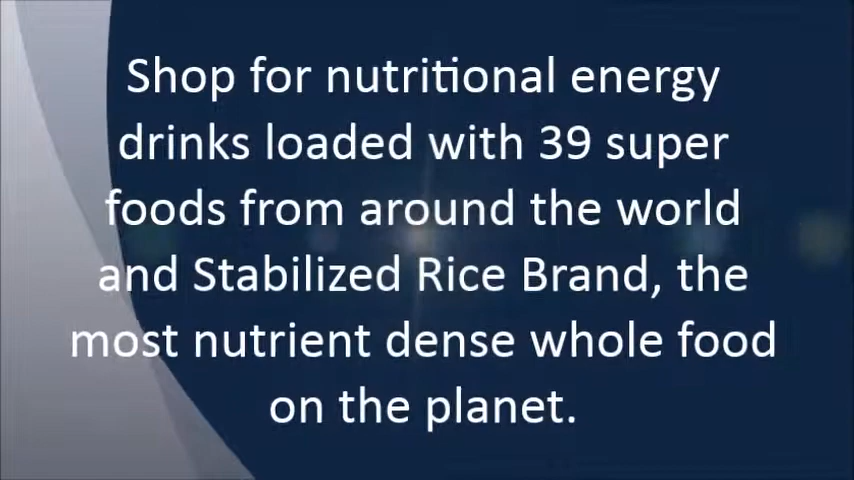 Shop for nutritional energy
drinks loaded with 39 super
foods from around the world
and Stabilized Rice Brand, the
most nutrient dense whole food
on the planet.